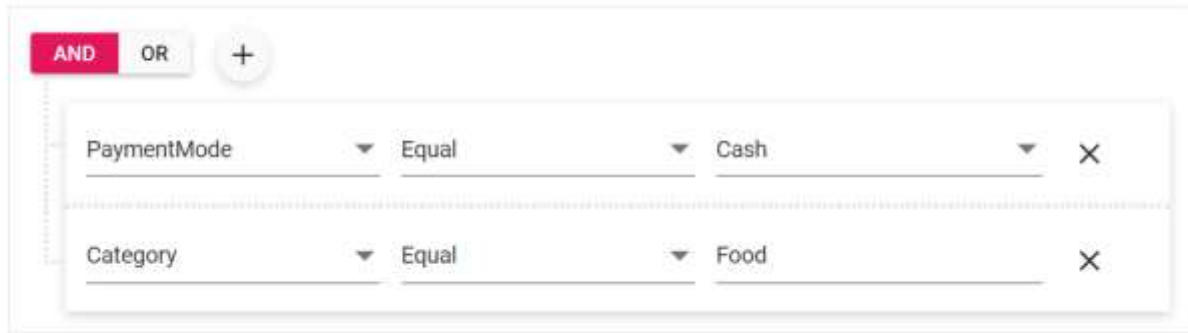 AND OR +
PaymentMode Equal Cash
Category Equal Food